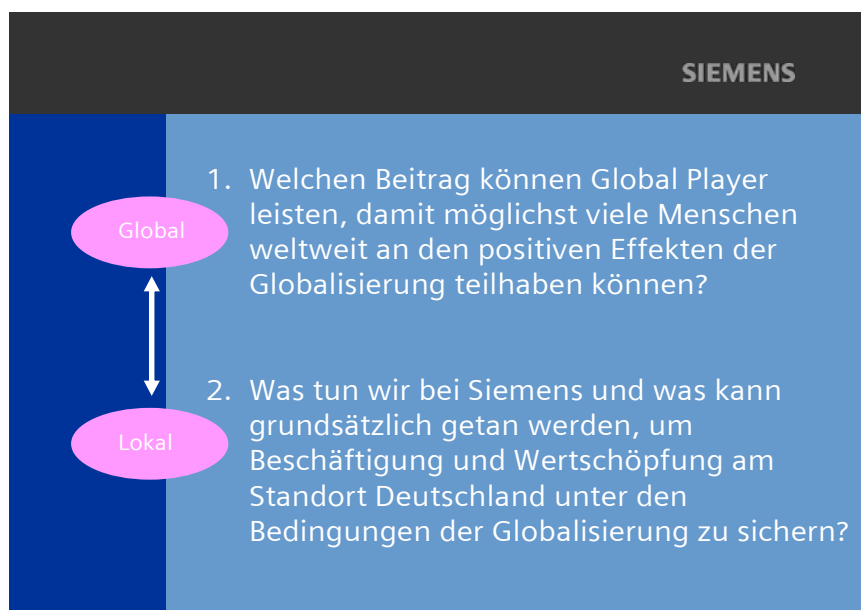 SIEMENS
Global
1. Welchen Beitrag können Global Player
leisten, damit möglichst viele Menschen
weltweit an den positiven Effekten der
Globalisierung teilhaben können?
Lokal
2. Was tun wir bei Siemens und was kann
grundsätzlich getan werden, um
Beschäftigung und Wertschöpfung am
Standort Deutschland unter den
Bedingungen der Globalisierung zu sichern?